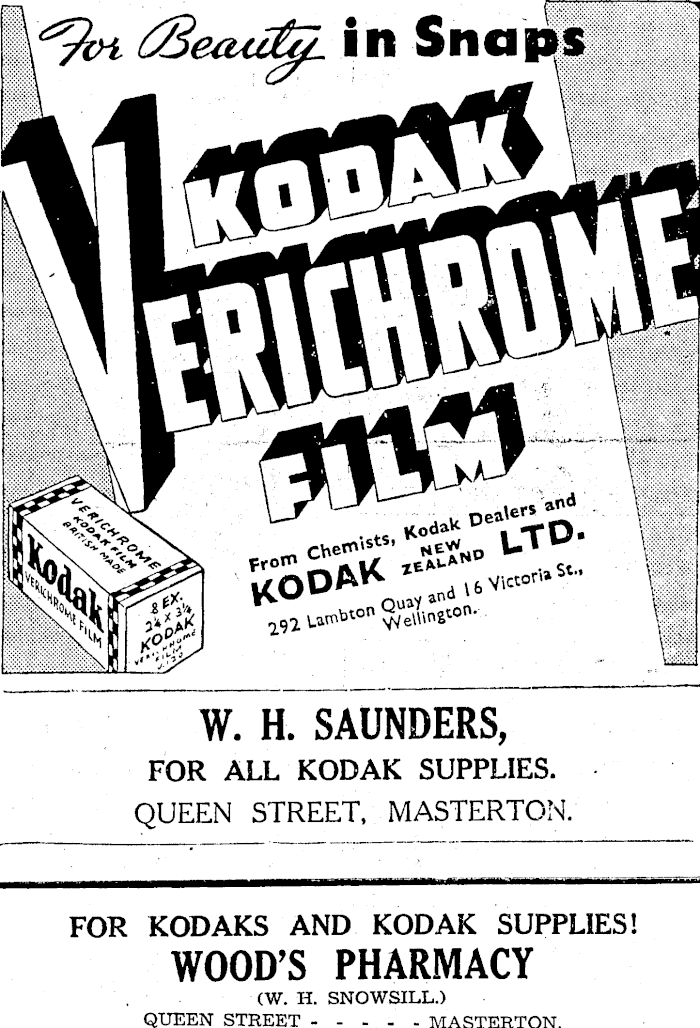 For Beauty in Snaps
KODAK
VERICHROME
FILM
VERICHROME
KODAK FILM
BRITISH MADE
Kodak
VERICHROME FILM
8 EX.
2¼ X 3¼
KODAK
VERICHROME
FILM
From Chemists, Kodak Dealers and
KODAK NEW ZEALAND LTD.
292 Lambton Quay and 16 Victoria St.,
Wellington.
W. H. SAUNDERS,
FOR ALL KODAK SUPPLIES.
QUEEN STREET, MASTERTON.
FOR KODAKS AND KODAK SUPPLIES!
WOOD'S PHARMACY
(W. H. SNOWSILL.)
QUEEN STREET - - - - - MASTERTON.